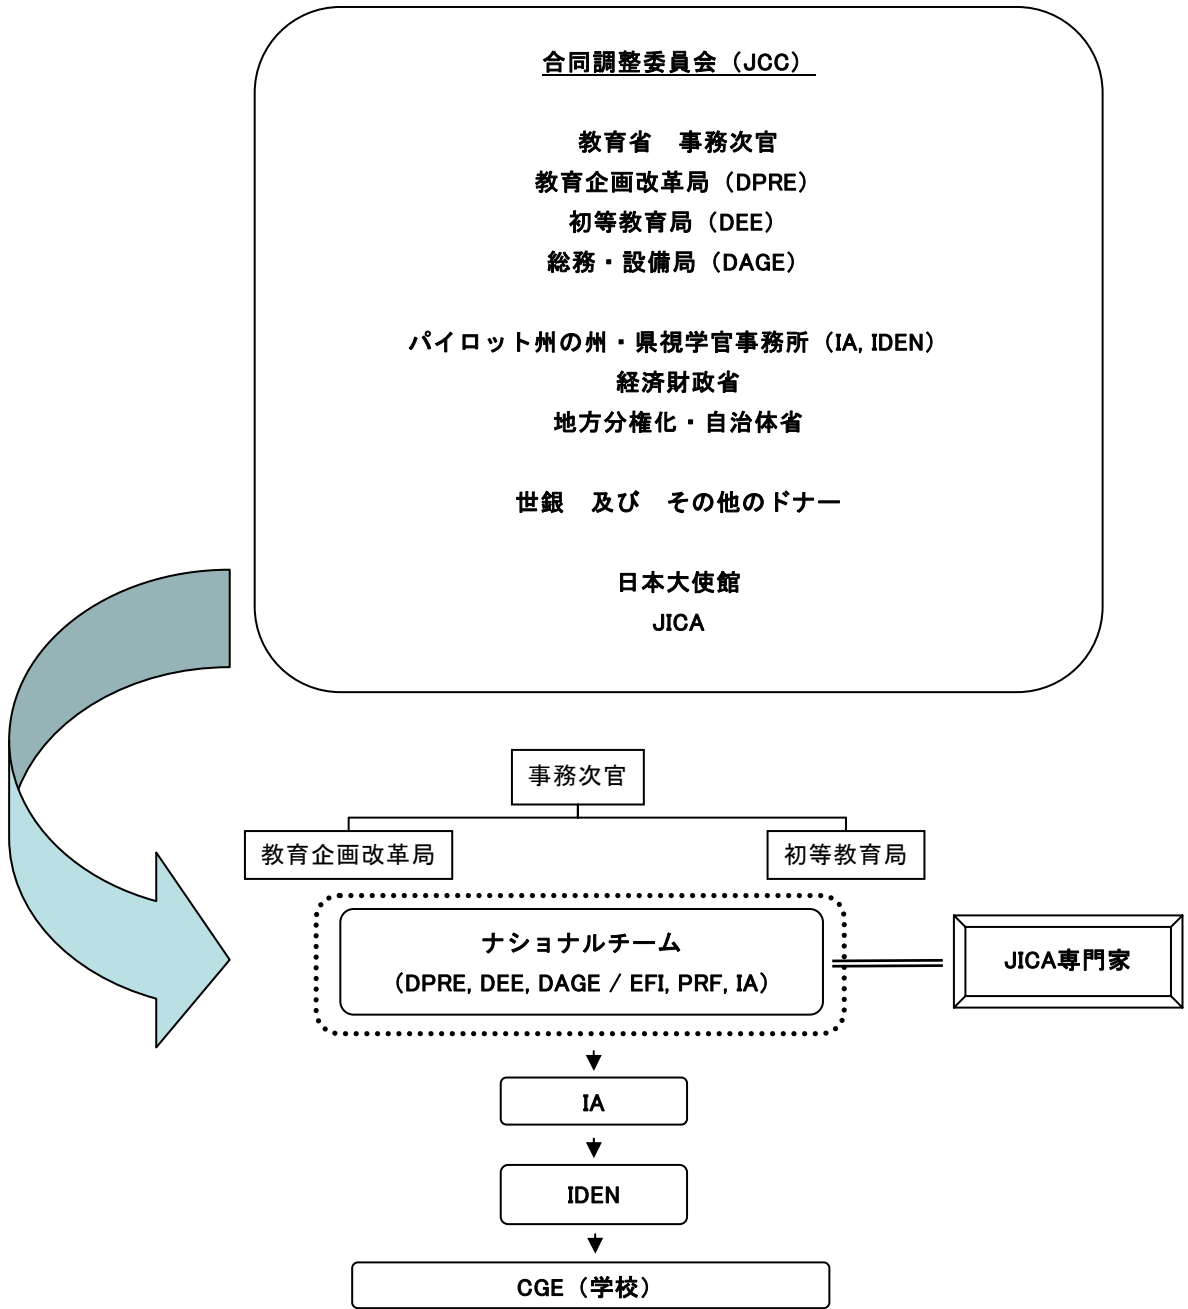 合同調整委員会（JCC）
教育省　事務次官
教育企画改革局（DPRE）
初等教育局（DEE）
総務・設備局（DAGE）
パイロット州の州・県視学官事務所（IA, IDEN）
経済財政省
地方分権化・自治体省
世銀　及び　その他のドナー
日本大使館
JICA
事務次官
教育企画改革局
初等教育局
ナショナルチーム
（DPRE, DEE, DAGE / EFI, PRF, IA）
JICA専門家
IA
IDEN
CGE（学校）